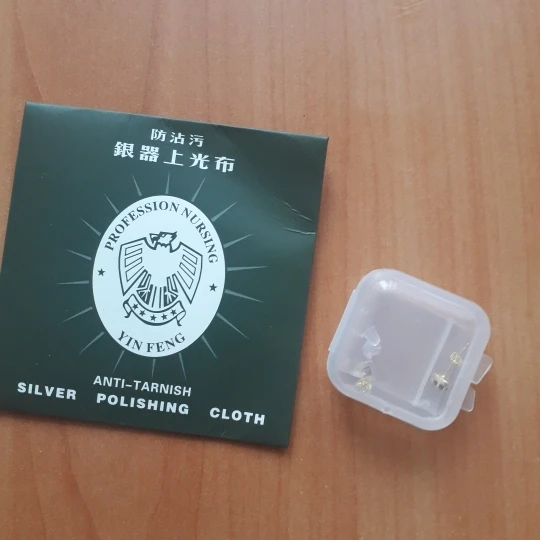 防沾污
銀器上光布
PROFESSION NURSING
YIN FENG
ANTI-TARNISH
SILVER POLISHING CLOTH